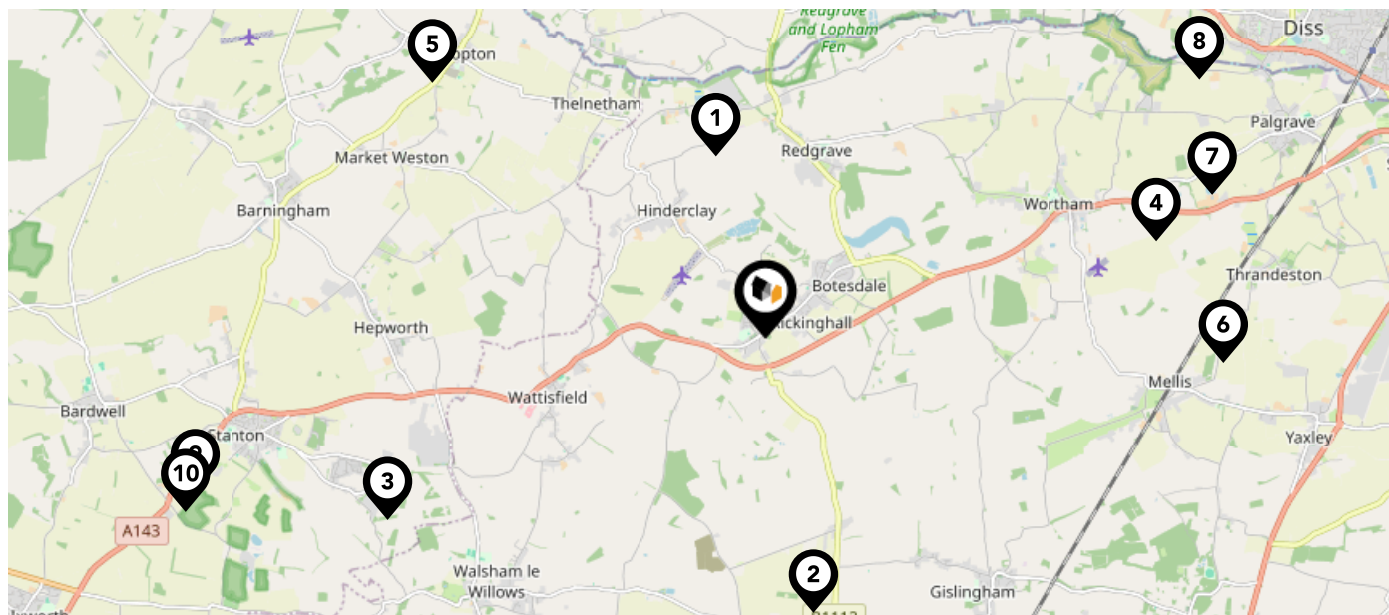 Redgrave
and Lopham
Fen
Diss
5
8
Thelnetham
1
Palgrave
Market Weston
Redgrave
7
Barningham
Hinderclay
Wortham
4
Thrandeston
Botesdale
Hepworth
6
Mellis
Wattisfield
Bardwell
Stanton
Yaxley
10
3
A143
Walsham le
Willows
2
Gislingham